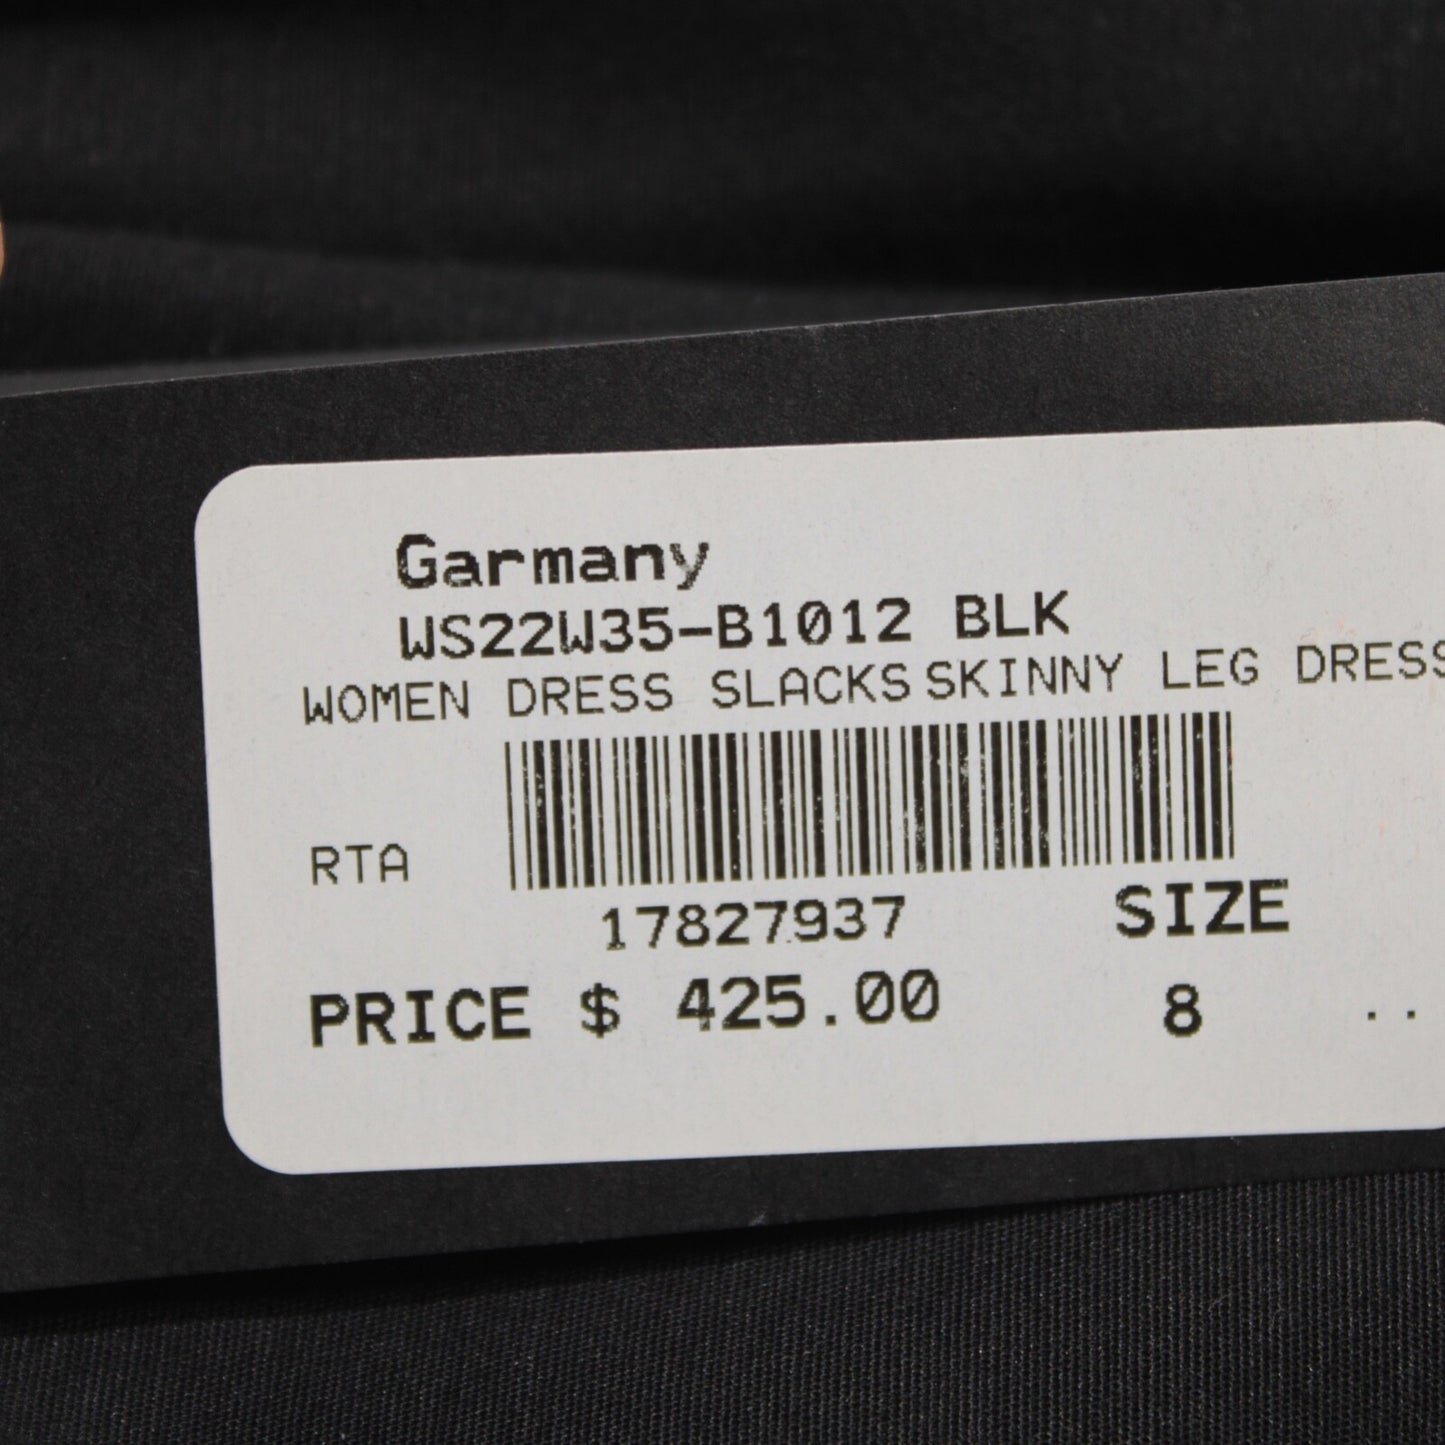 Garmany
WS22W35-B1012 BLK
WOMEN DRESS SLACKS SKINNY LEG DRESS
RTA
17827937
SIZE
PRICE $ 425.00 8 ..